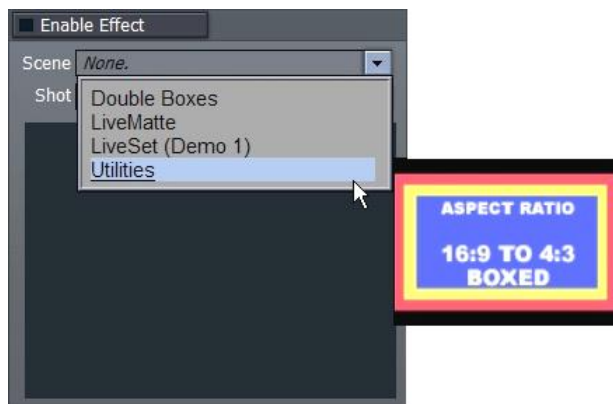 Enable Effect
Scene None.
Shot
Double Boxes
LiveMatte
LiveSet (Demo 1)
Utilities
ASPECT RATIO
16:9 TO 4:3
BOXED